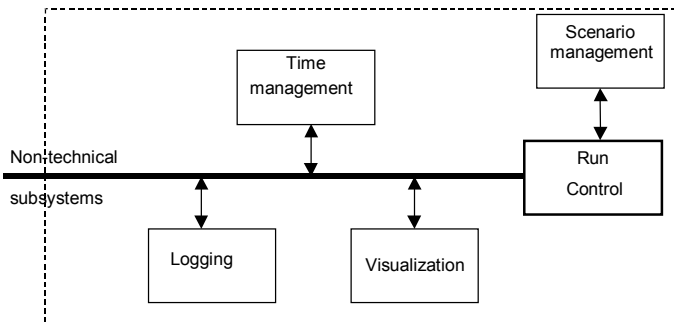 Scenario
management
Time
management
Non-technical
subsystems
Run
Control
Logging
Visualization